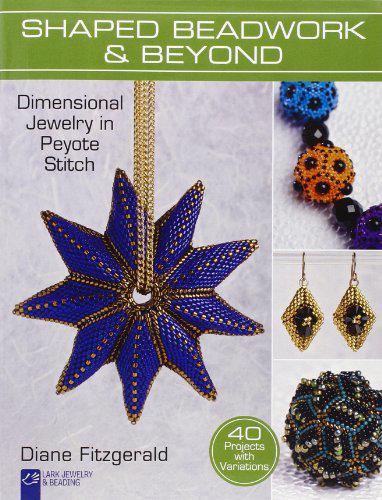 SHAPED BEADWORK
& BEYOND
Dimensional
Jewelry in
Peyote
Stitch
40
Projects
with
Variations
Diane Fitzgerald
LARK JEWELRY
& BEADING